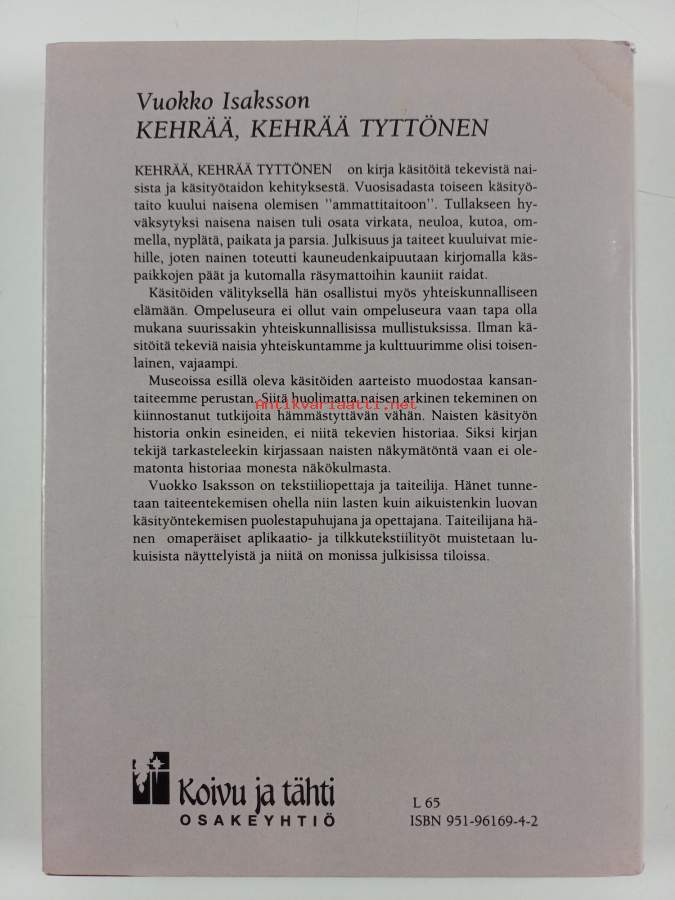 Vuokko Isaksson
KEHRÄÄ, KEHRÄÄ TYTTÖNEN
KEHRÄÄ, KEHRÄÄ TYTTÖNEN on kirja käsitöitä tekevistä nai-
sista ja käsityötaidon kehityksestä. Vuosisadasta toiseen käsityö-
taito kuului naisena olemisen "ammattitaitoon". Tullakseen hy-
väksytyksi naisena naisen tuli osata virkata, neuloa, kutoa, om-
mella, nyplätä, paikata ja parsia. Julkisuus ja taiteet kuuluivat mie-
hille, joten nainen toteutti kauneudenkaipuutaan kirjomalla käs-
paikkojen päät ja kutomalla räsymattoihin kauniit raidat.
Käsitöiden välityksellä hän osallistui myös yhteiskunnalliseen
elämään. Ompeluseura ei ollut vain ompeluseura vaan tapa olla
mukana suurissakin yhteiskunnallisissa mullistuksissa. Ilman kä-
sitöitä tekeviä naisia yhteiskuntamme ja kulttuurimme olisi toisen-
lainen, vajaampi.
Museoissa esillä oleva käsitöiden aarteisto muodostaa kansan-
taiteemme perustan. Siitä huolimatta naisen arkinen tekeminen on
Antikvariaatti.net
kiinnostanut tutkijoita hämmästyttävän vähän. Naisten käsityön
historia onkin esineiden, ei niitä tekevien historiaa. Siksi kirjan
tekijä tarkasteleekin kirjassaan naisten näkymätöntä vaan ei ole-
matonta historiaa monesta näkökulmasta.
Vuokko Isaksson on tekstiiliopettaja ja taiteilija. Hänet tunne-
taan taiteentekemisen ohella niin lasten kuin aikuistenkin luovan
käsityöntekemisen puolestapuhujana ja opettajana. Taiteilijana hä-
nen omaperäiset aplikaatio- ja tilkkutekstiilityöt muistetaan lu-
kuisista näyttelyistä ja niitä on monissa julkisissa tiloissa.
Koivu ja tähti
OSAKEYHTIÖ
L 65
ISBN 951-96169-4-2